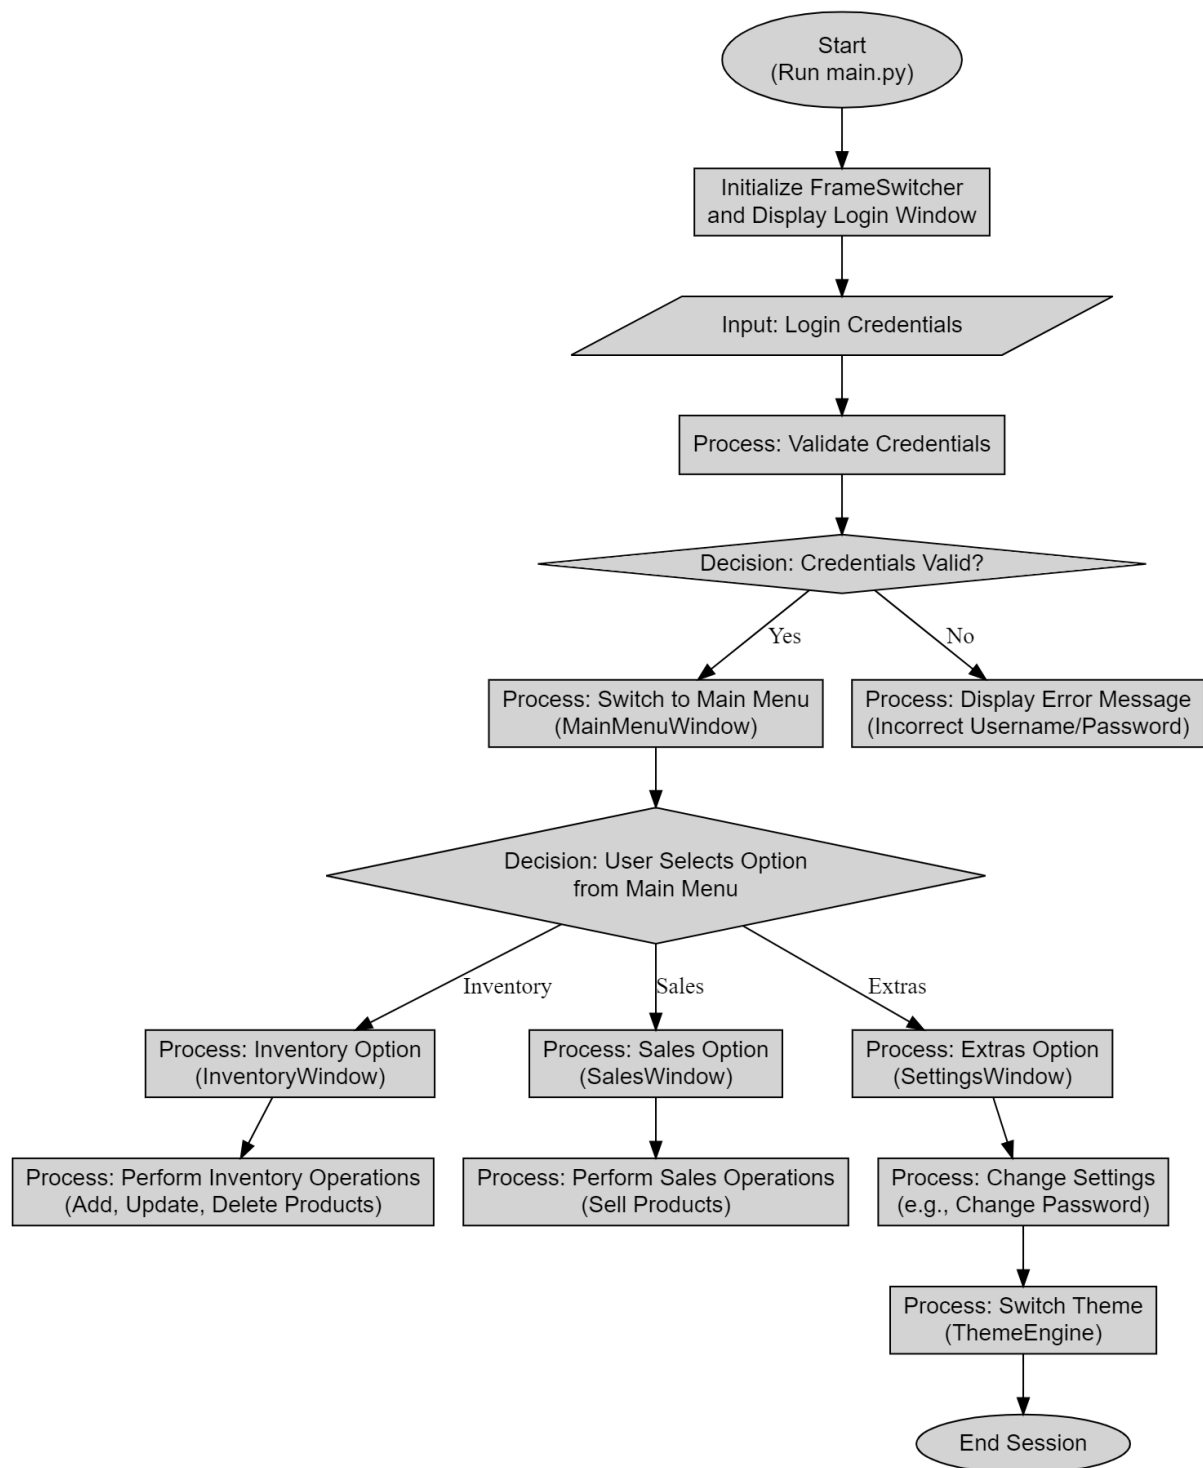 Start
(Run main.py)
Initialize FrameSwitcher
and Display Login Window
Input: Login Credentials
Process: Validate Credentials
Decision: Credentials Valid?
Yes
No
Process: Switch to Main Menu
(MainMenuWindow)
Process: Display Error Message
(Incorrect Username/Password)
Decision: User Selects Option
from Main Menu
Inventory
Sales
Extras
Process: Inventory Option
(InventoryWindow)
Process: Sales Option
(SalesWindow)
Process: Extras Option
(SettingsWindow)
Process: Perform Inventory Operations
(Add, Update, Delete Products)
Process: Perform Sales Operations
(Sell Products)
Process: Change Settings
(e.g., Change Password)
Process: Switch Theme
(ThemeEngine)
End Session